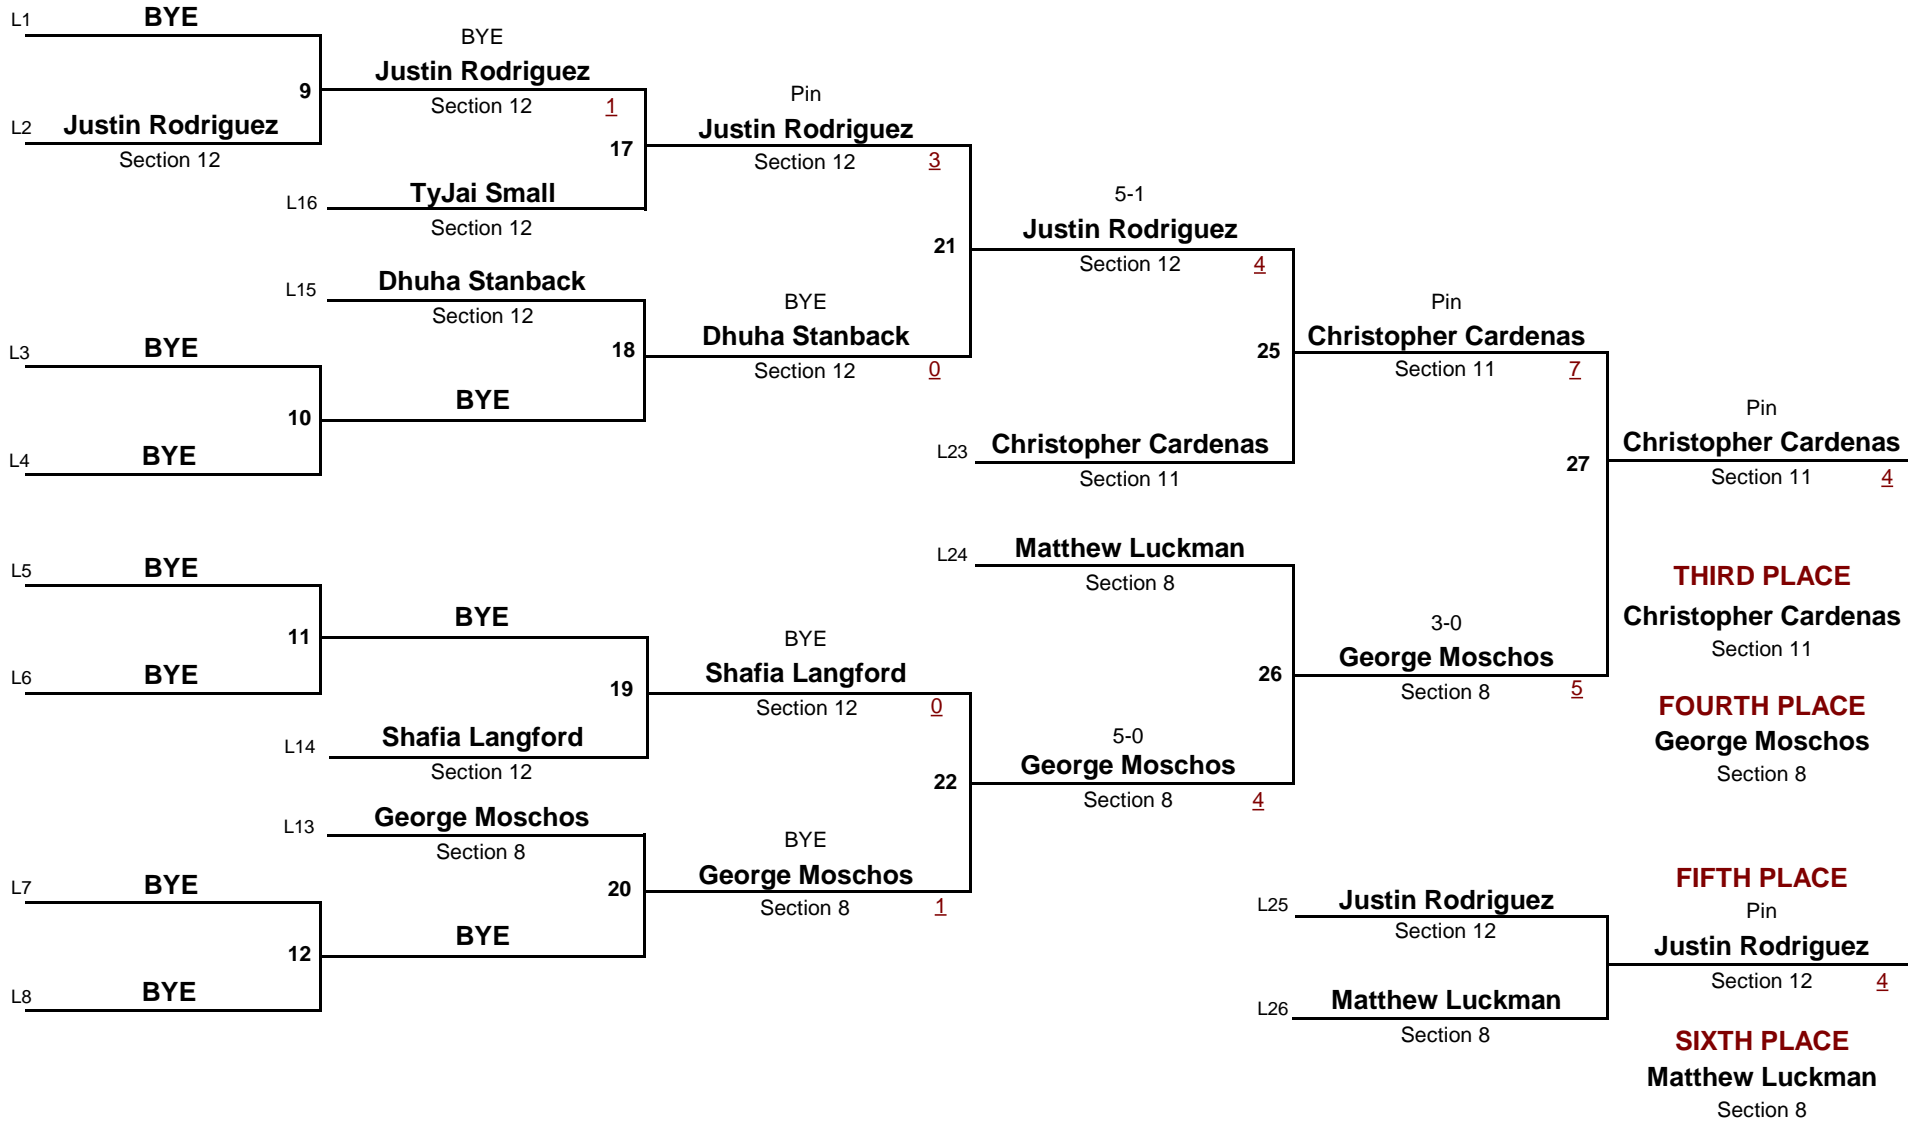 L1 BYE
9
L2 Justin Rodriguez
Section 12
BYE
Justin Rodriguez
Section 12 1
17
L16 TyJai Small
Section 12
Pin
Justin Rodriguez
Section 12 3
L15 Dhuha Stanback
Section 12
L3 BYE
18
10
BYE
L4 BYE
BYE
Dhuha Stanback
Section 12 0
21
5-1
Justin Rodriguez
Section 12 4
25
L23 Christopher Cardenas
Section 11
Pin
Christopher Cardenas
Section 11 7
27
Pin
Christopher Cardenas
Section 11 4
L5 BYE
11
L6 BYE
BYE
19
L14 Shafia Langford
Section 12
BYE
Shafia Langford
Section 12 0
22
L13 George Moschos
Section 8
L7 BYE
20
12
BYE
L8 BYE
BYE
George Moschos
Section 8 1
L24 Matthew Luckman
Section 8
26
5-0
George Moschos
Section 8 4
3-0
George Moschos
Section 8 5
THIRD PLACE
Christopher Cardenas
Section 11
FOURTH PLACE
George Moschos
Section 8
L25 Justin Rodriguez
Section 12
L26 Matthew Luckman
Section 8
FIFTH PLACE
Pin
Justin Rodriguez
Section 12 4
SIXTH PLACE
Matthew Luckman
Section 8